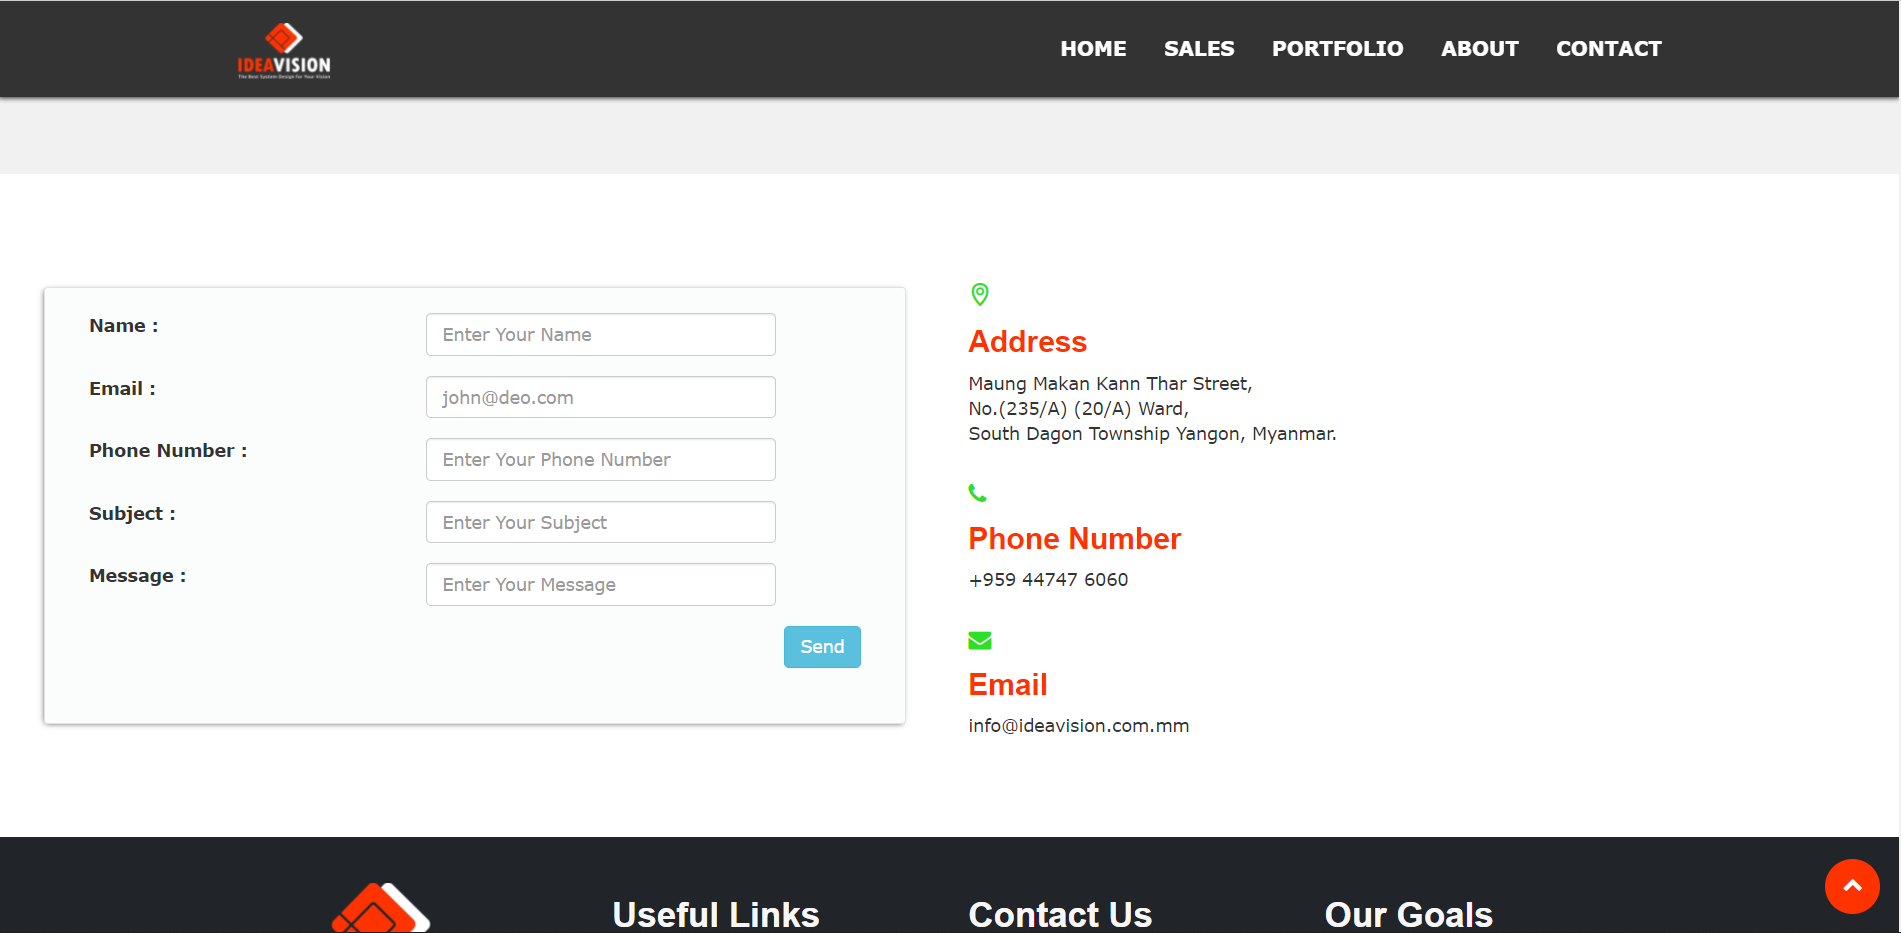 IDEAVISION
The Best System Design For Your Vision
HOME SALES PORTFOLIO ABOUT CONTACT
Name :
Enter Your Name
Email :
john@deo.com
Phone Number :
Enter Your Phone Number
Subject :
Enter Your Subject
Message :
Enter Your Message
Send
Address
Maung Makan Kann Thar Street,
No.(235/A) (20/A) Ward,
South Dagon Township Yangon, Myanmar.
Phone Number
+959 44747 6060
Email
info@ideavision.com.mm
Useful Links
Contact Us
Our Goals